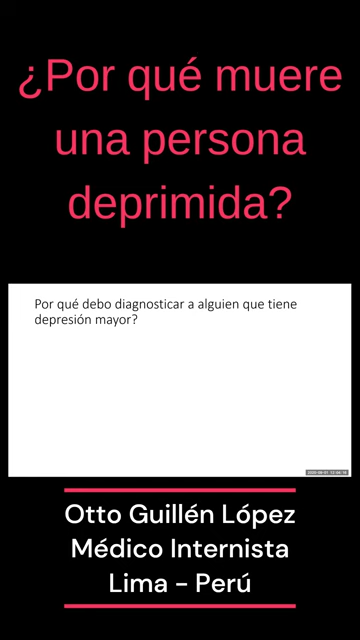 ¿Por qué muere
una persona
deprimida?
Por qué debo diagnosticar a alguien que tiene
depresión mayor?
Otto Guillén López
Médico Internista
Lima - Perú